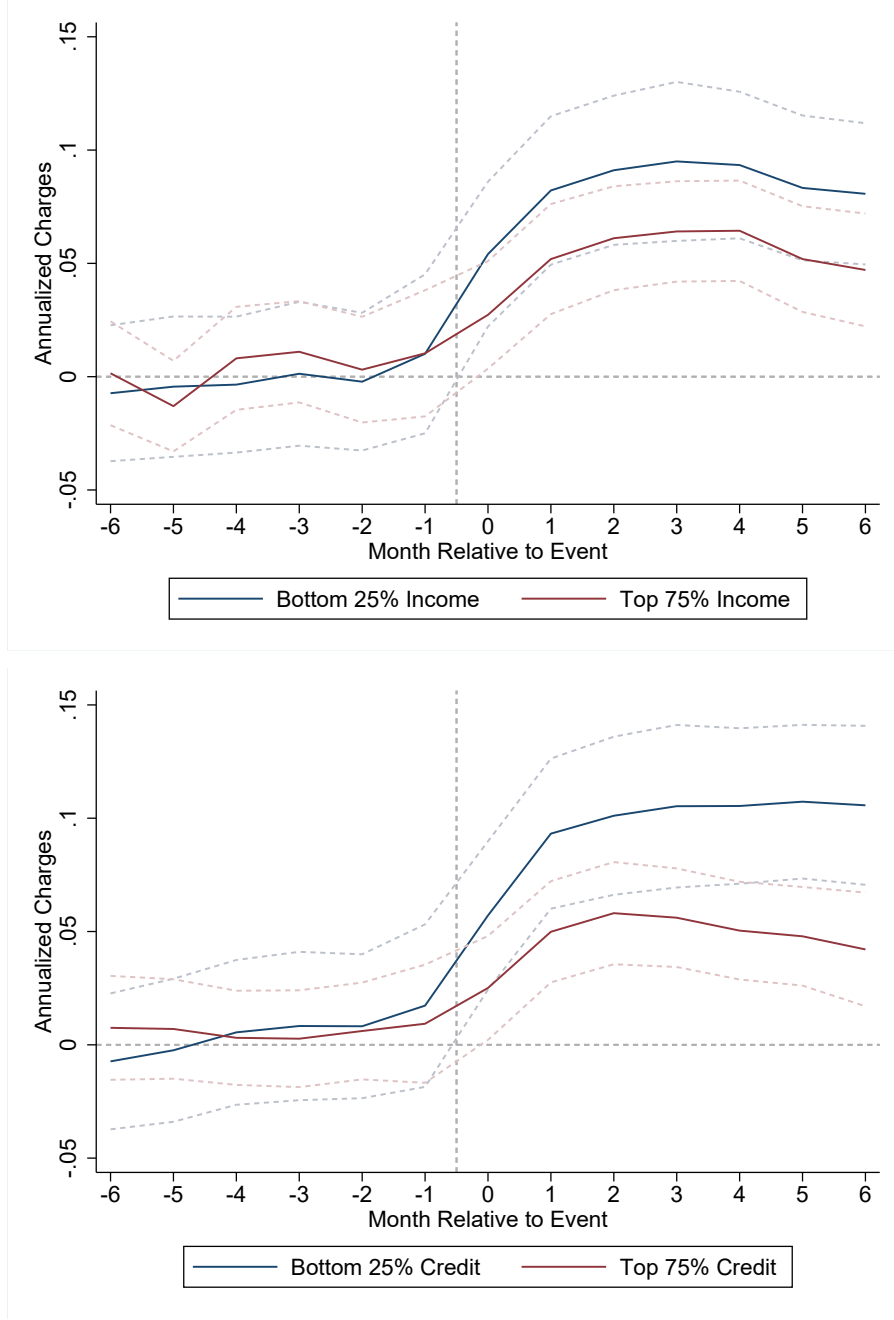 .15
.1
.05
0
-.05
Annualized Charges
-6 -5 -4 -3 -2 -1 0 1 2 3 4 5 6
Month Relative to Event
Bottom 25% Income Top 75% Income
.15
.1
.05
0
-.05
Annualized Charges
-6 -5 -4 -3 -2 -1 0 1 2 3 4 5 6
Month Relative to Event
Bottom 25% Credit Top 75% Credit